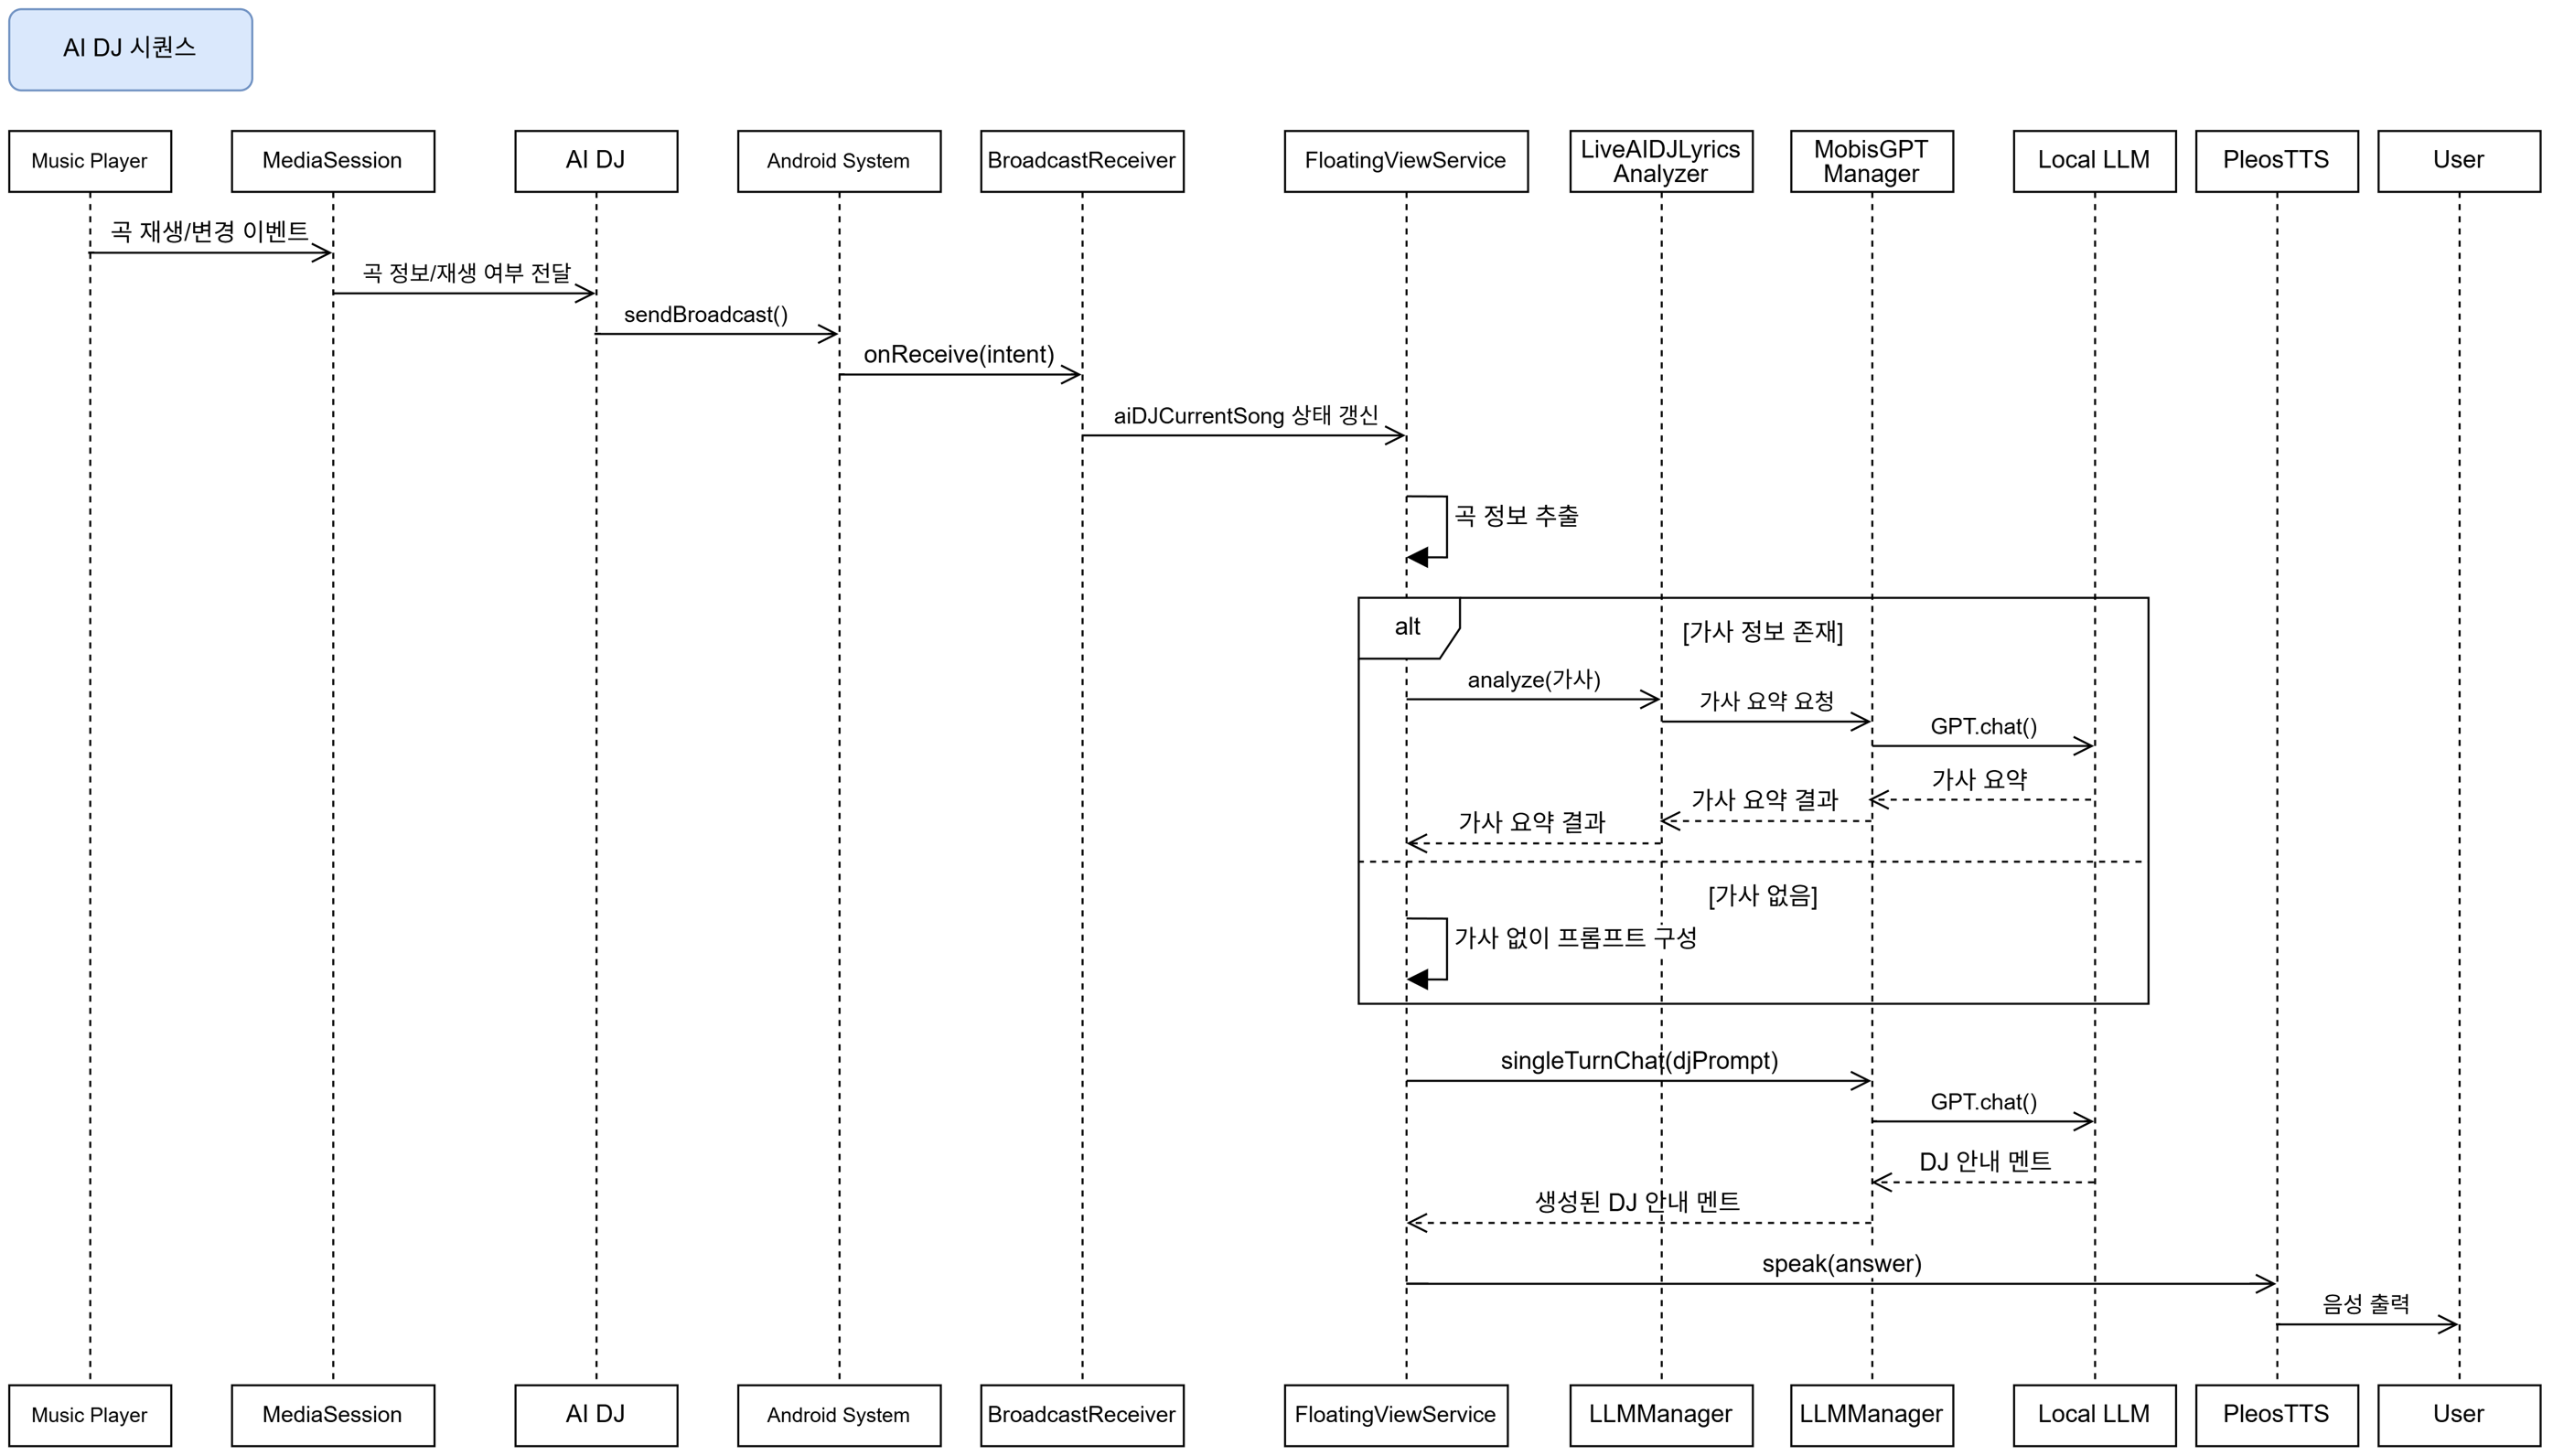 AI DJ 시퀀스
Music Player
MediaSession
AI DJ
Android System
BroadcastReceiver
FloatingViewService
LiveAIDJLyrics
Analyzer
MobisGPT
Manager
Local LLM
PleosTTS
User
곡 재생/변경 이벤트
곡 정보/재생 여부 전달
sendBroadcast()
onReceive(intent)
aiDJCurrentSong 상태 갱신
곡 정보 추출
alt
[가사 정보 존재]
analyze(가사)
가사 요약 요청
GPT.chat()
가사 요약
가사 요약 결과
가사 요약 결과
[가사 없음]
가사 없이 프롬프트 구성
singleTurnChat(djPrompt)
GPT.chat()
DJ 안내 멘트
생성된 DJ 안내 멘트
speak(answer)
음성 출력
Music Player
MediaSession
AI DJ
Android System
BroadcastReceiver
FloatingViewService
LLMManager
LLMManager
Local LLM
PleosTTS
User